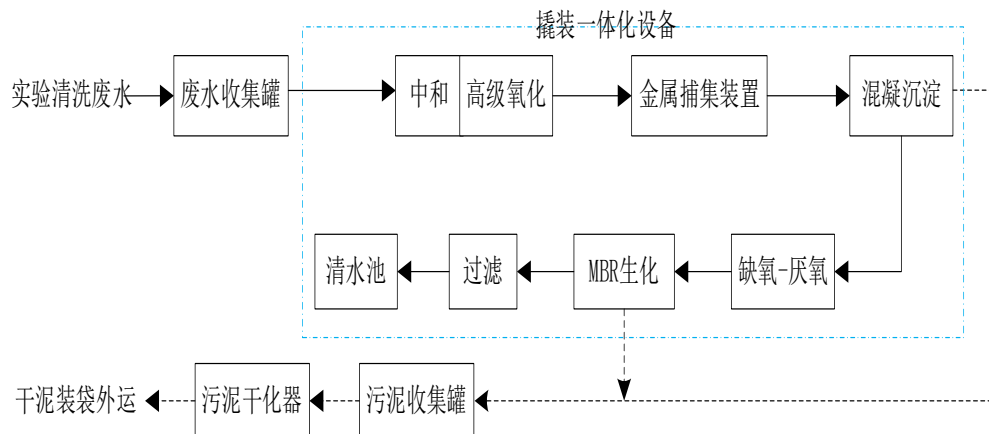 撬装一体化设备
实验清洗废水
废水收集罐
中和
高级氧化
金属捕集装置
混凝沉淀
清水池
过滤
MBR生化
缺氧-厌氧
干泥装袋外运
污泥干化器
污泥收集罐